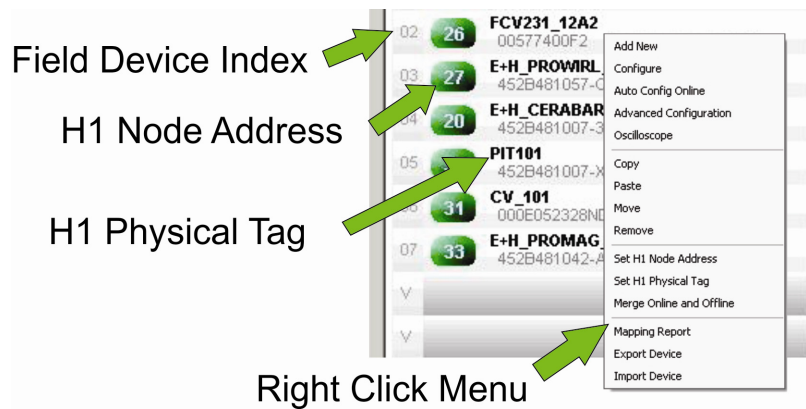 Field Device Index
H1 Node Address
H1 Physical Tag
Right Click Menu
02 26 FCV231_12A2
00577400F2
03 27 E+H_PROWIRL_
452B481057-
04 20 E+H_CERABAR
452B481007-3
05 PIT101
452B481007-X
31 CV_101
000E052328ND
07 33 E+H_PROMAG_
452B481042-A
V
V
Add New
Configure
Auto Config Online
Advanced Configuration
Oscilloscope
Copy
Paste
Move
Remove
Set H1 Node Address
Set H1 Physical Tag
Merge Online and Offline
Mapping Report
Export Device
Import Device